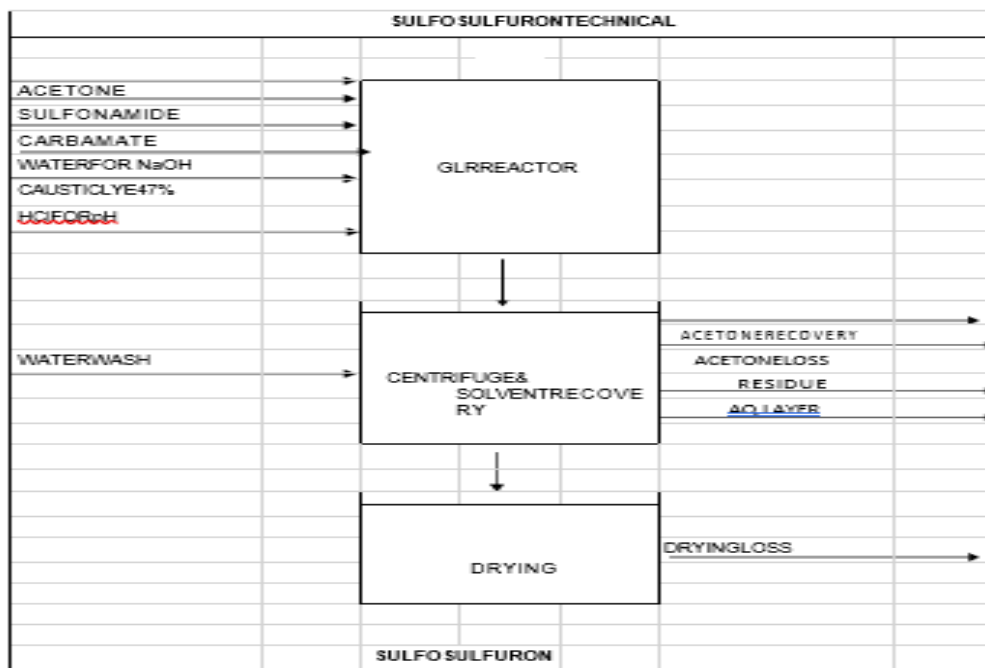 SULFO SULFURONTECHNICAL
ACETONE
SULFONAMIDE
CARBAMATE
WATERFOR NaOH
CAUSTICLYE47%
HClFORpH
GLRREACTOR
WATERWASH
CENTRIFUGE&
SOLVENTRECOVE
RY
ACETONERECOVERY
ACETONELOSS
RESIDUE
AQ.LAYER
DRYING
DRYINGLOSS
SULFO SULFURON